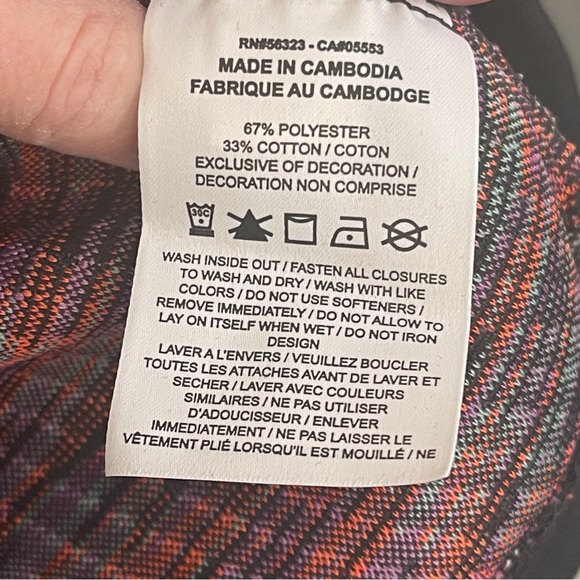 RN#56323 - CA#05553
MADE IN CAMBODIA
FABRIQUE AU CAMBODGE
67% POLYESTER
33% COTTON / COTON
EXCLUSIVE OF DECORATION /
DECORATION NON COMPRISE
30C
WASH INSIDE OUT / FASTEN ALL CLOSURES
TO WASH AND DRY / WASH WITH LIKE
COLORS / DO NOT USE SOFTENERS /
REMOVE IMMEDIATELY / DO NOT ALLOW TO
LAY ON ITSELF WHEN WET / DO NOT IRON
DESIGN
LAVER A L'ENVERS / VEUILLEZ BOUCLER
TOUTES LES ATTACHES AVANT DE LAVER ET
SECHER / LAVER AVEC COULEURS
SIMILAIRES / NE PAS UTILISER
D'ADOUCISSEUR / ENLEVER
IMMEDIATEMENT / NE PAS LAISSER LE
VÊTEMENT PLIÉ LORSQU'IL EST MOUILLÉ / NE